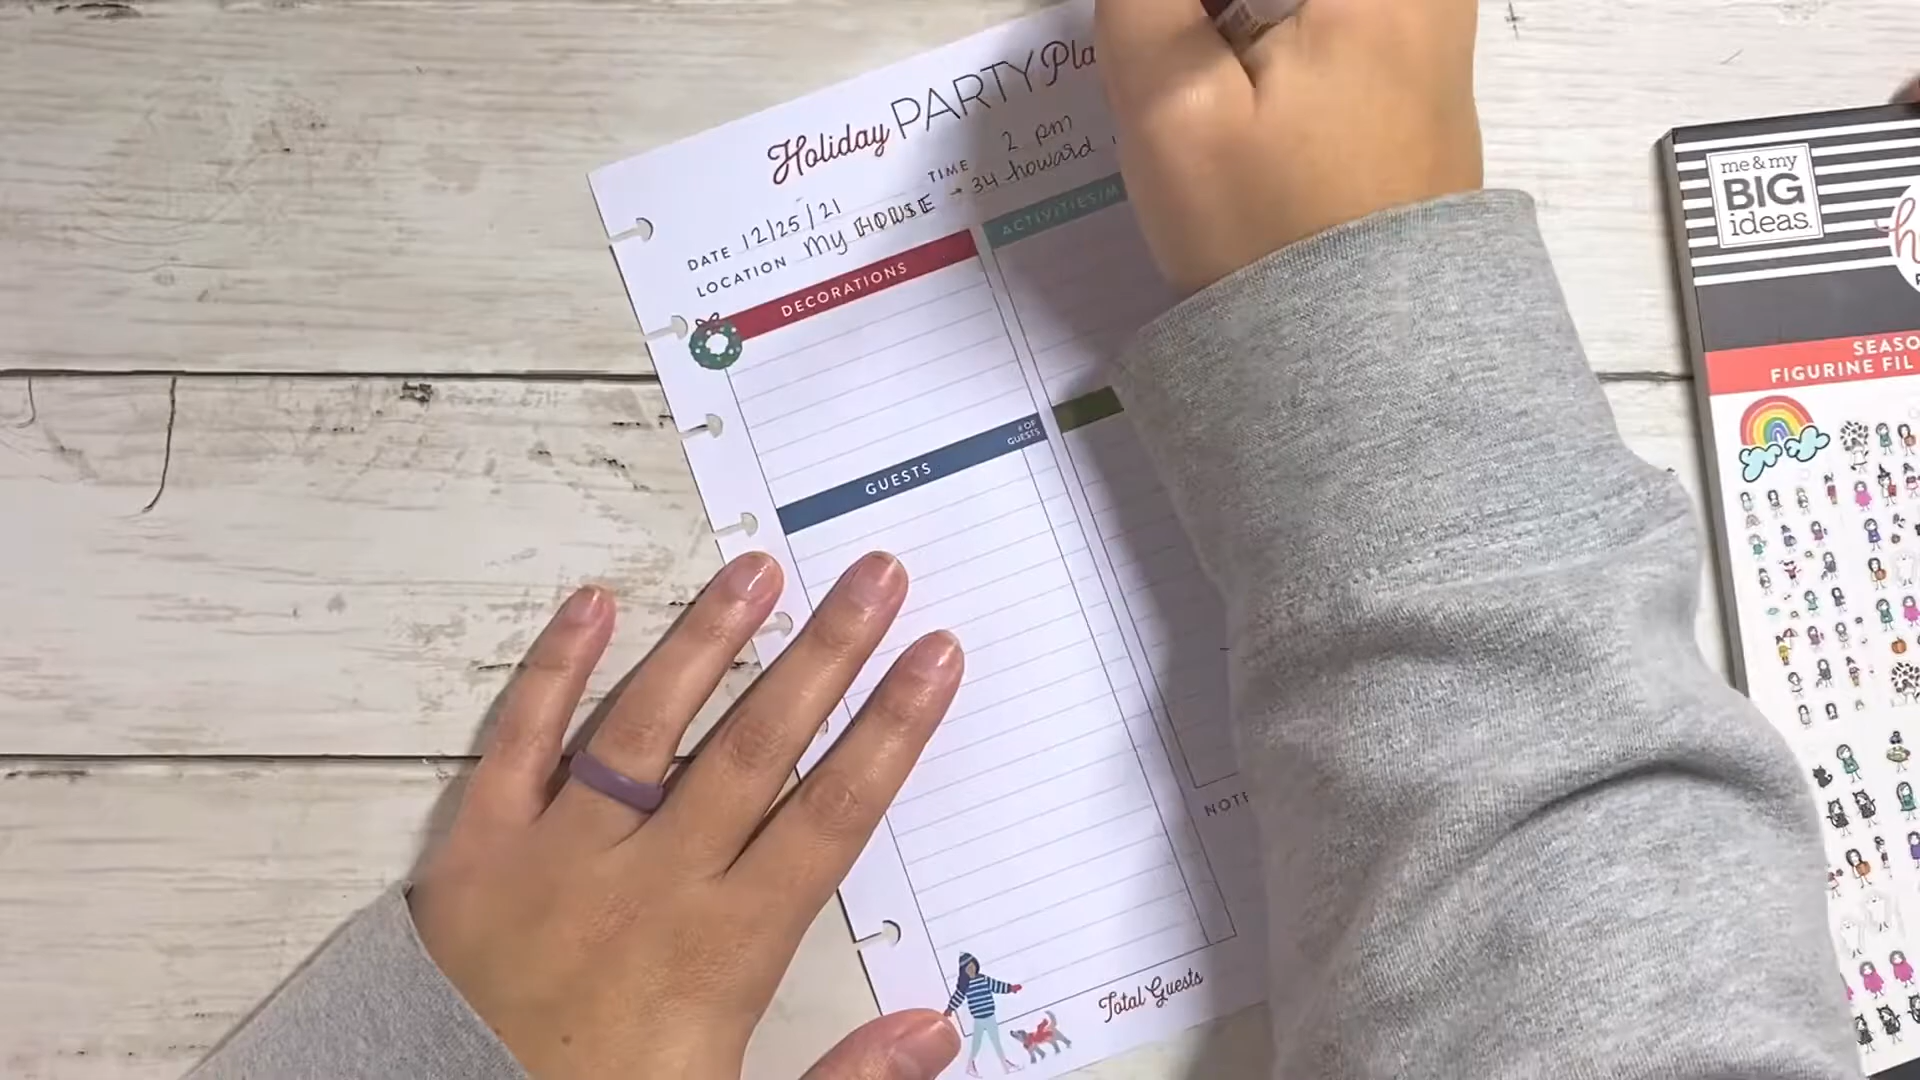 Holiday PARTY Pla
DATE 12/25/21 TIME 2 pm
LOCATION My HOUSE → 34 howard
DECORATIONS
ACTIVITIES/M
GUESTS
# OF GUESTS
NOTE
Total Guests
me & my
BIG
ideas.
SEASO
FIGURINE FIL